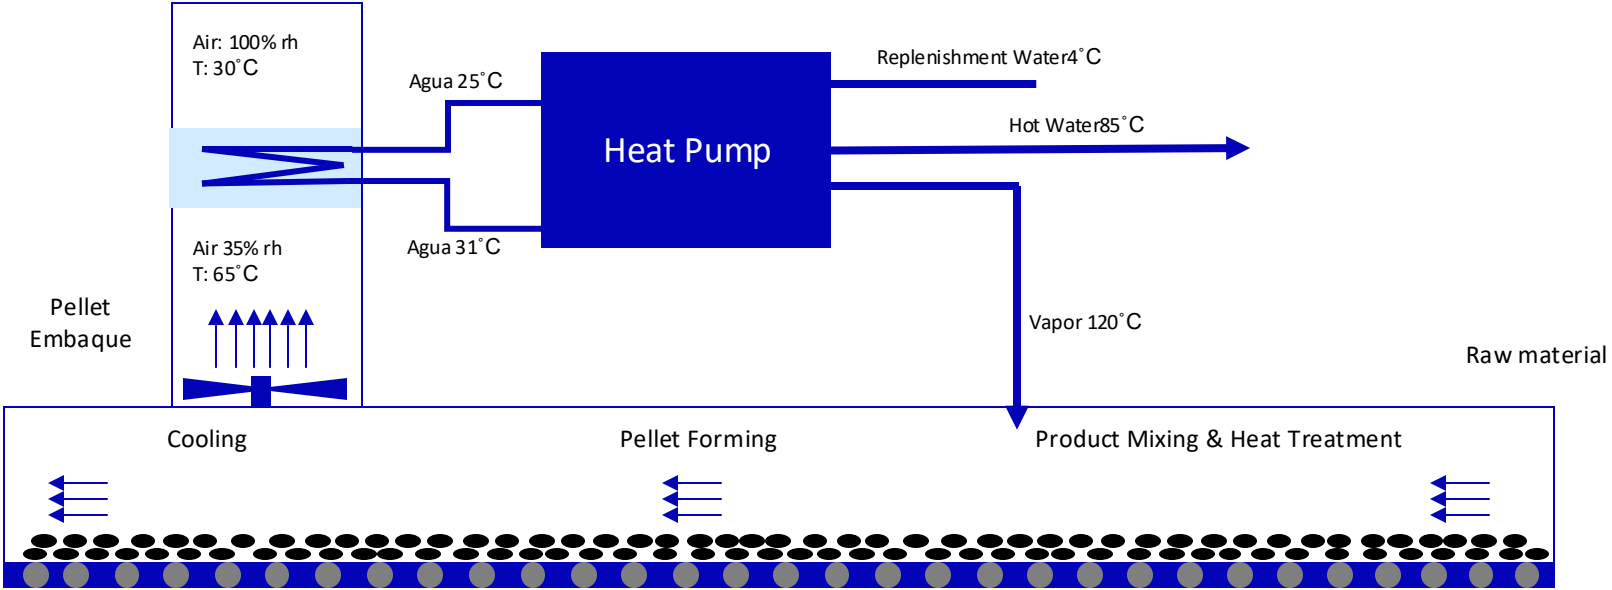 Air: 100% rh
T: 30°C
Agua 25°C
Replenishment Water4°C
Hot Water85°C
Heat Pump
Air 35% rh
T: 65°C
Agua 31°C
Pellet
Embaque
Vapor 120°C
Raw material
Cooling
Pellet Forming
Product Mixing & Heat Treatment